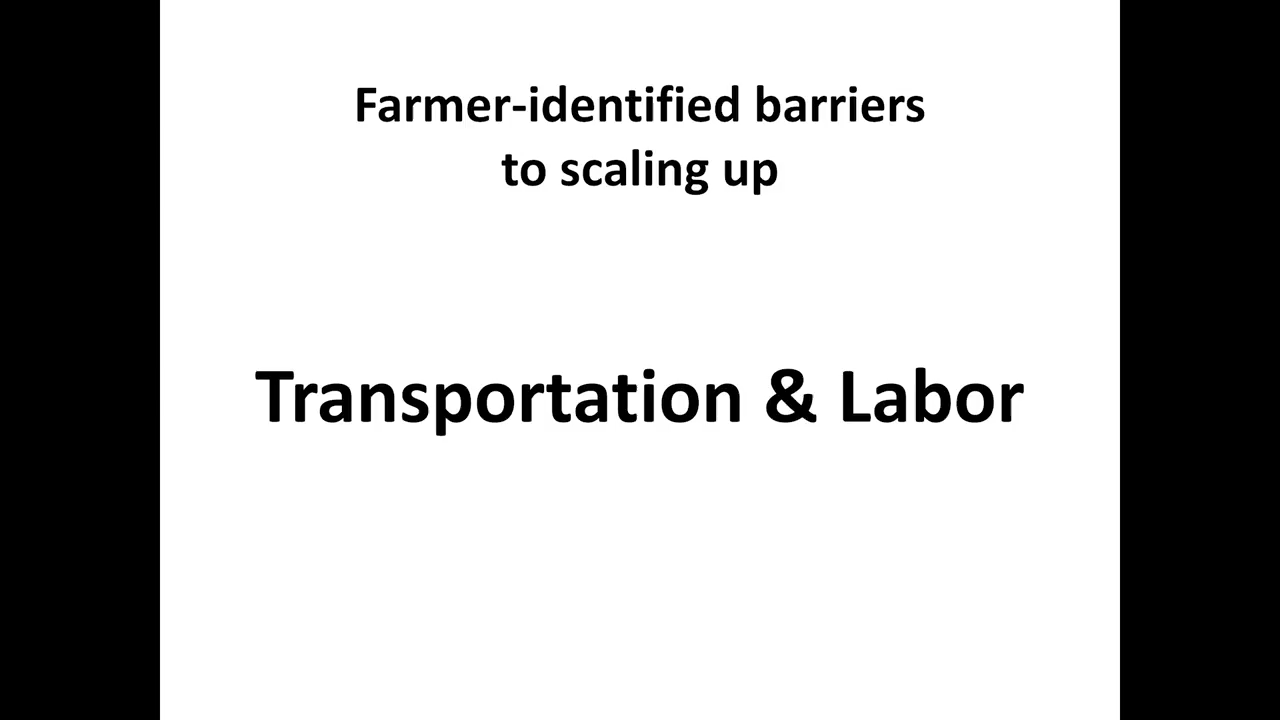 Farmer-identified barriers
to scaling up
Transportation & Labor